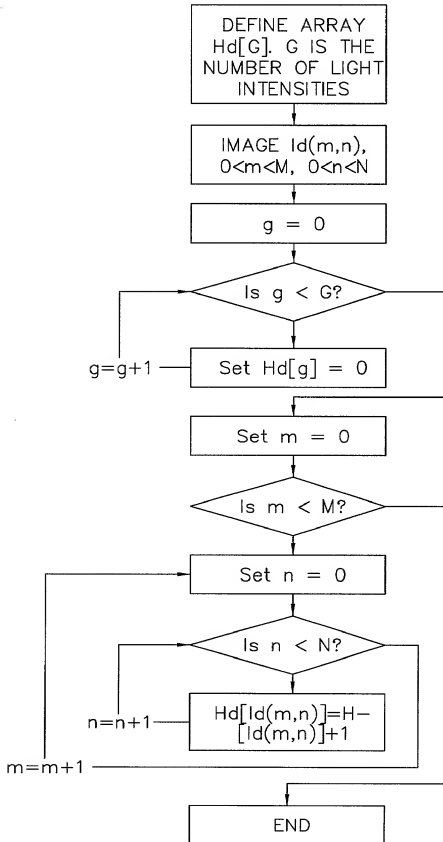 DEFINE ARRAY
Hd[G]. G IS THE
NUMBER OF LIGHT
INTENSITIES
IMAGE Id(m,n),
0<m<M, 0<n<N
g = 0
Is g < G?
g=g+1
Set Hd[g] = 0
Set m = 0
Is m < M?
Set n = 0
Is n < N?
n=n+1
Hd[Id(m,n)]=H-
[Id(m,n)]+1
m=m+1
END